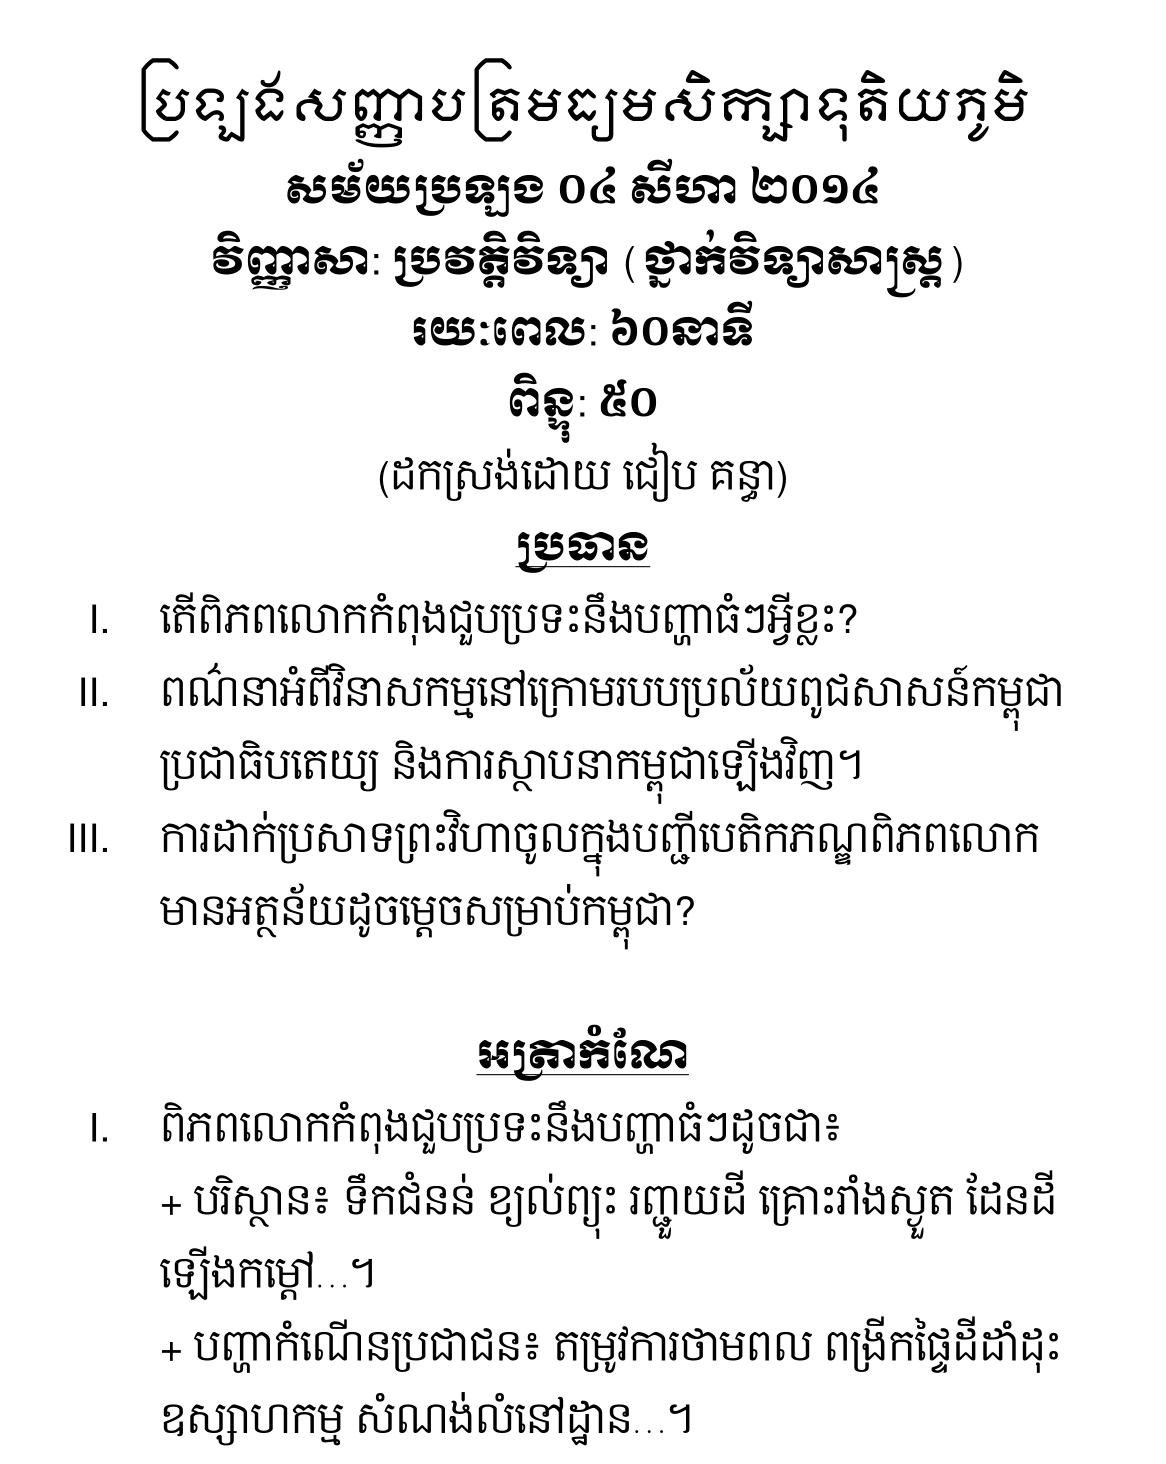 ប្រឡងសញ្ញាបត្រមធ្យមសិក្សាទុតិយភូមិ
សម័យប្រឡង ០៤ សីហា ២០១៤
វិញ្ញាសា: ប្រវត្តិវិទ្យា (ថ្នាក់វិទ្យាសាស្ត្រ)
រយ:ពេល: ៦០នាទី
ពិន្ទុ: ៥០
(ដកស្រង់ដោយ ជៀប គន្ធា)
ប្រធាន
I. តើពិភពលោកកំពុងជួបប្រទះនឹងបញ្ហាធំៗអ្វីខ្លះ?
II. ពណ៌នាអំពីវិនាសកម្មនៅក្រោមរបបប្រល័យពូជសាសន៍កម្ពុជា
ប្រជាធិបតេយ្យ និងការស្ថាបនាកម្ពុជាឡើងវិញ។
III. ការដាក់ប្រសាទព្រះវិហាចូលក្នុងបញ្ជីបេតិកភណ្ឌពិភពលោក
មានអត្ថន័យដូចម្តេចសម្រាប់កម្ពុជា?
អត្រាកំណែ
I. ពិភពលោកកំពុងជួបប្រទះនឹងបញ្ហាធំៗដូចជា៖
+ បរិស្ថាន៖ ទឹកជំនន់ ខ្យល់ព្យុះ រញ្ជួយដី គ្រោះរាំងស្ងួត ដែនដី
ឡើងកម្តៅ...។
+ បញ្ហាកំណើនប្រជាជន៖ តម្រូវការថាមពល ពង្រីកផ្ទៃដីដាំដុះ
ឧស្សាហកម្ម សំណង់លំនៅដ្ឋាន...។